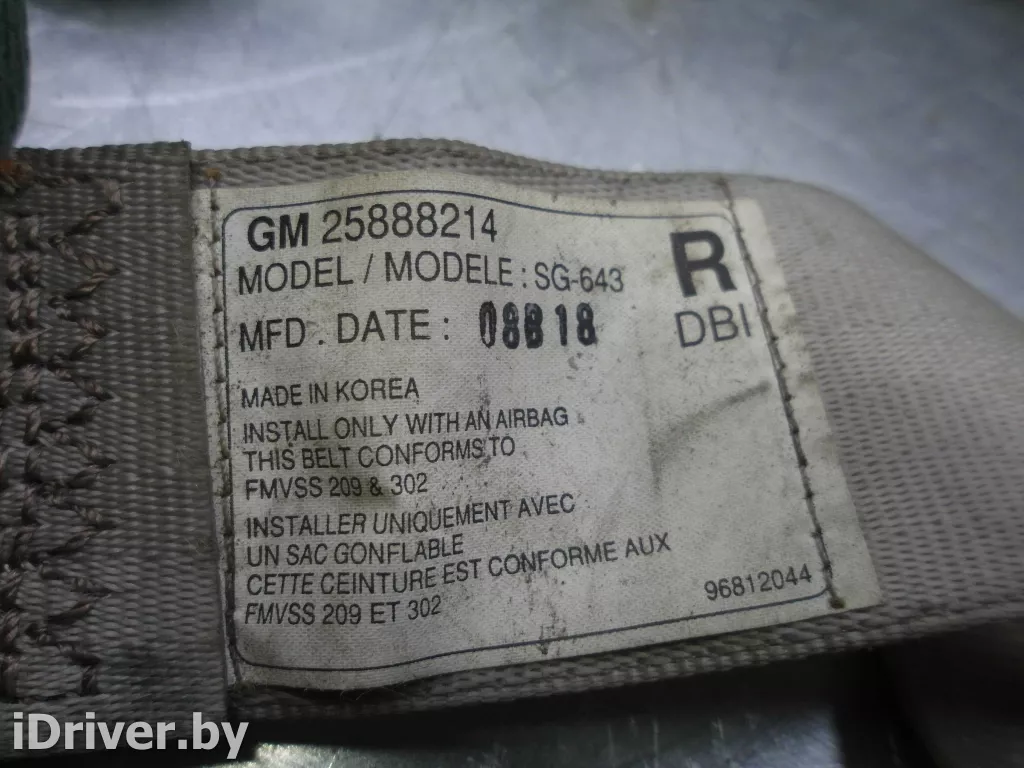 GM 25888214
MODEL / MODELE : SG-643
R
MFD. DATE : 08B18
DBI
MADE IN KOREA
INSTALL ONLY WITH AN AIRBAG
THIS BELT CONFORMS TO
FMVSS 209 & 302
INSTALLER UNIQUEMENT AVEC
UN SAC GONFLABLE
CETTE CEINTURE EST CONFORME AUX
FMVSS 209 ET 302
96812044
iDriver.by